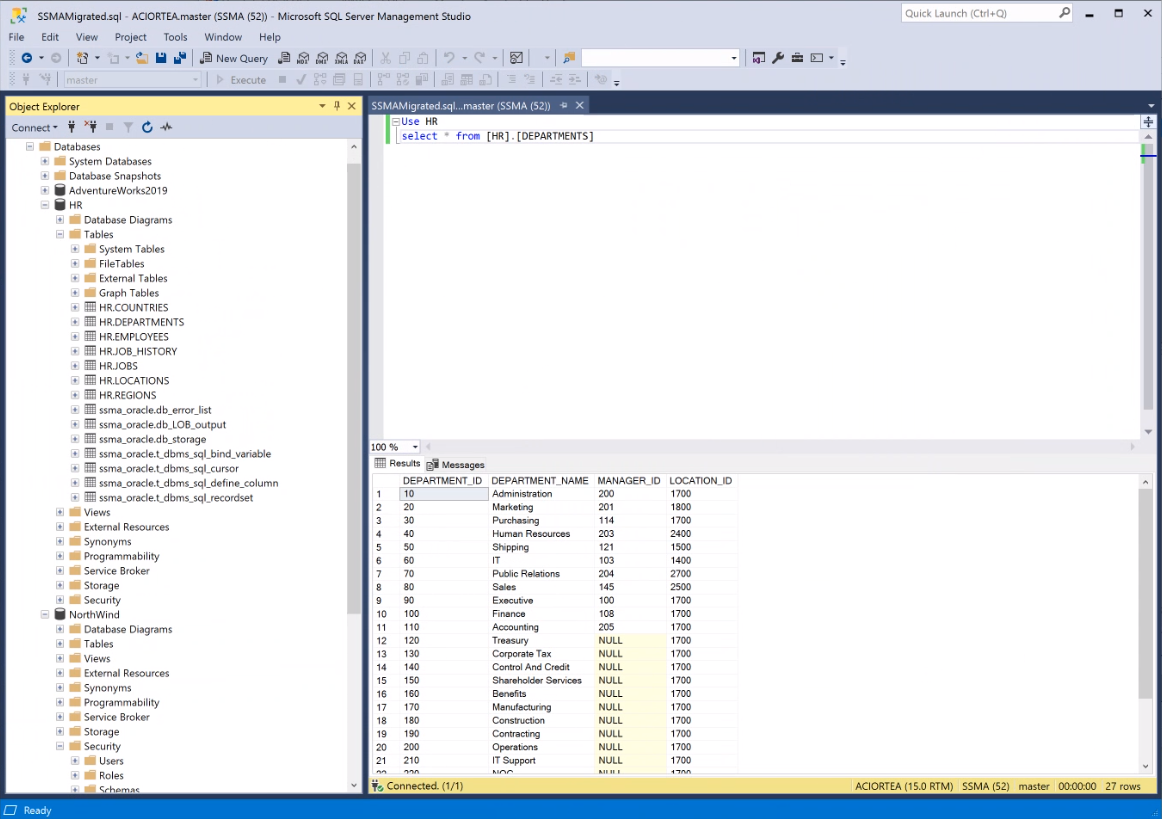 SSMAMigrated.sql - ACIORTEA.master (SSMA (52)) - Microsoft SQL Server Management Studio
Quick Launch (Ctrl+Q)
File Edit View Project Tools Window Help
New Query
master Execute
Object Explorer
Connect
Databases
System Databases
Database Snapshots
AdventureWorks2019
HR
Database Diagrams
Tables
System Tables
FileTables
External Tables
Graph Tables
HR.COUNTRIES
HR.DEPARTMENTS
HR.EMPLOYEES
HR.JOB_HISTORY
HR.JOBS
HR.LOCATIONS
HR.REGIONS
ssma_oracle.db_error_list
ssma_oracle.db_LOB_output
ssma_oracle.db_storage
ssma_oracle.t_dbms_sql_bind_variable
ssma_oracle.t_dbms_sql_cursor
ssma_oracle.t_dbms_sql_define_column
ssma_oracle.t_dbms_sql_recordset
Views
External Resources
Synonyms
Programmability
Service Broker
Storage
Security
NorthWind
Database Diagrams
Tables
Views
External Resources
Synonyms
Programmability
Service Broker
Storage
Security
Users
Roles
Schemas
SSMAMigrated.sql...master (SSMA (52))
Use HR
select * from [HR].[DEPARTMENTS]
100 %
Results Messages
DEPARTMENT_ID DEPARTMENT_NAME MANAGER_ID LOCATION_ID
1 10 Administration 200 1700
2 20 Marketing 201 1800
3 30 Purchasing 114 1700
4 40 Human Resources 203 2400
5 50 Shipping 121 1500
6 60 IT 103 1400
7 70 Public Relations 204 2700
8 80 Sales 145 2500
9 90 Executive 100 1700
10 100 Finance 108 1700
11 110 Accounting 205 1700
12 120 Treasury NULL 1700
13 130 Corporate Tax NULL 1700
14 140 Control And Credit NULL 1700
15 150 Shareholder Services NULL 1700
16 160 Benefits NULL 1700
17 170 Manufacturing NULL 1700
18 180 Construction NULL 1700
19 190 Contracting NULL 1700
20 200 Operations NULL 1700
21 210 IT Support NULL 1700
22 220 NOC NULL 1700
Connected. (1/1) ACIORTEA (15.0 RTM) SSMA (52) master 00:00:00 27 rows
Ready